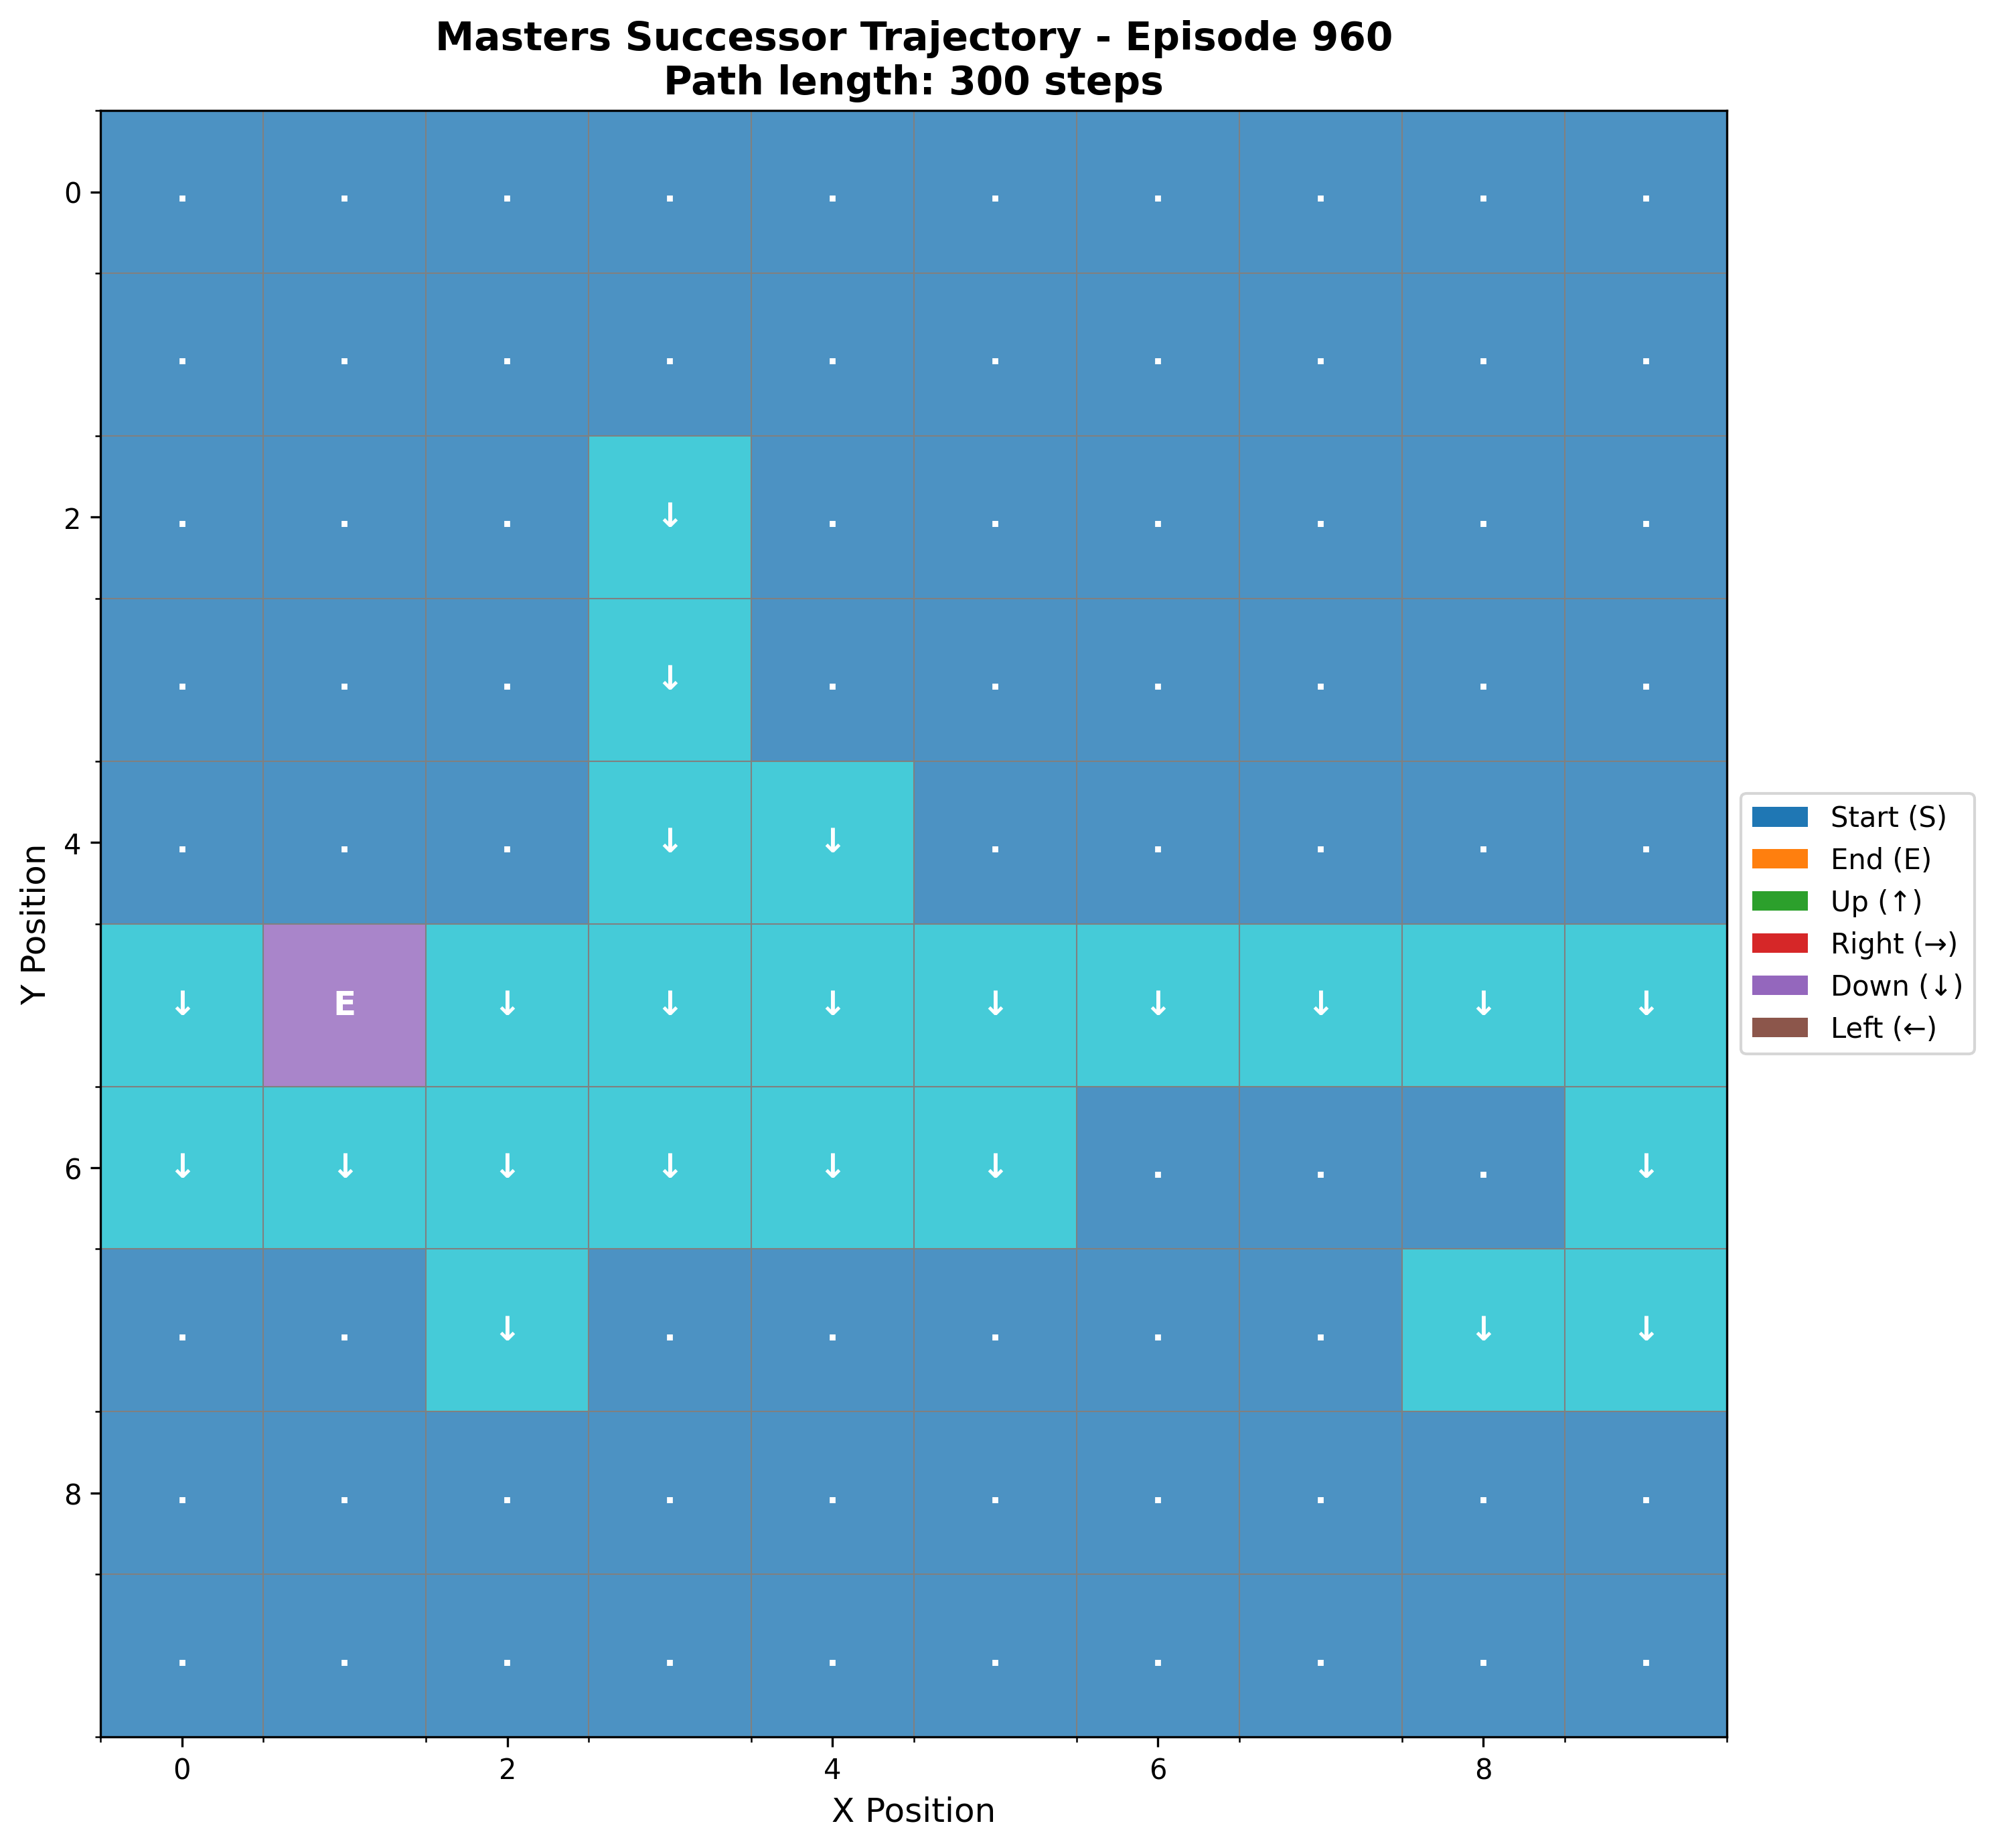 Masters Successor Trajectory - Episode 960
Path length: 300 steps
0 . . . . . . . . . .
. . . . . . . . . .
2 . . . ↓ . . . . . .
. . . ↓ . . . . . .
4 . . . ↓ ↓ . . . . .
↓ E ↓ ↓ ↓ ↓ ↓ ↓ ↓ ↓
6 ↓ ↓ ↓ ↓ ↓ ↓ . . . ↓
. . ↓ . . . . . ↓ ↓
8 . . . . . . . . . .
. . . . . . . . . .
0 2 4 6 8
X Position
Y Position
Start (S)
End (E)
Up (↑)
Right (→)
Down (↓)
Left (←)